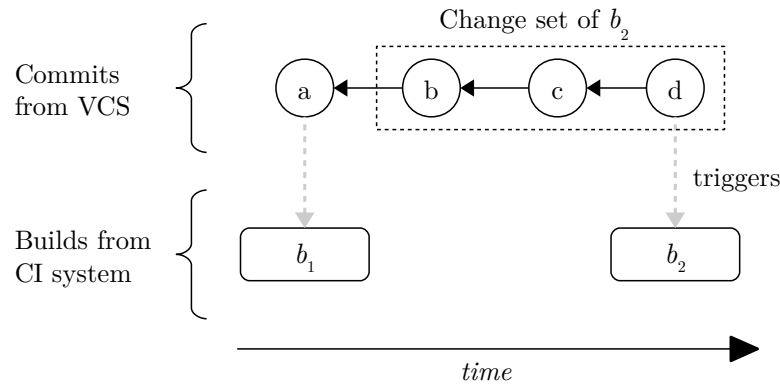 Change set of b₂
Commits
from VCS
a
b
c
d
triggers
Builds from
CI system
b₁
b₂
time